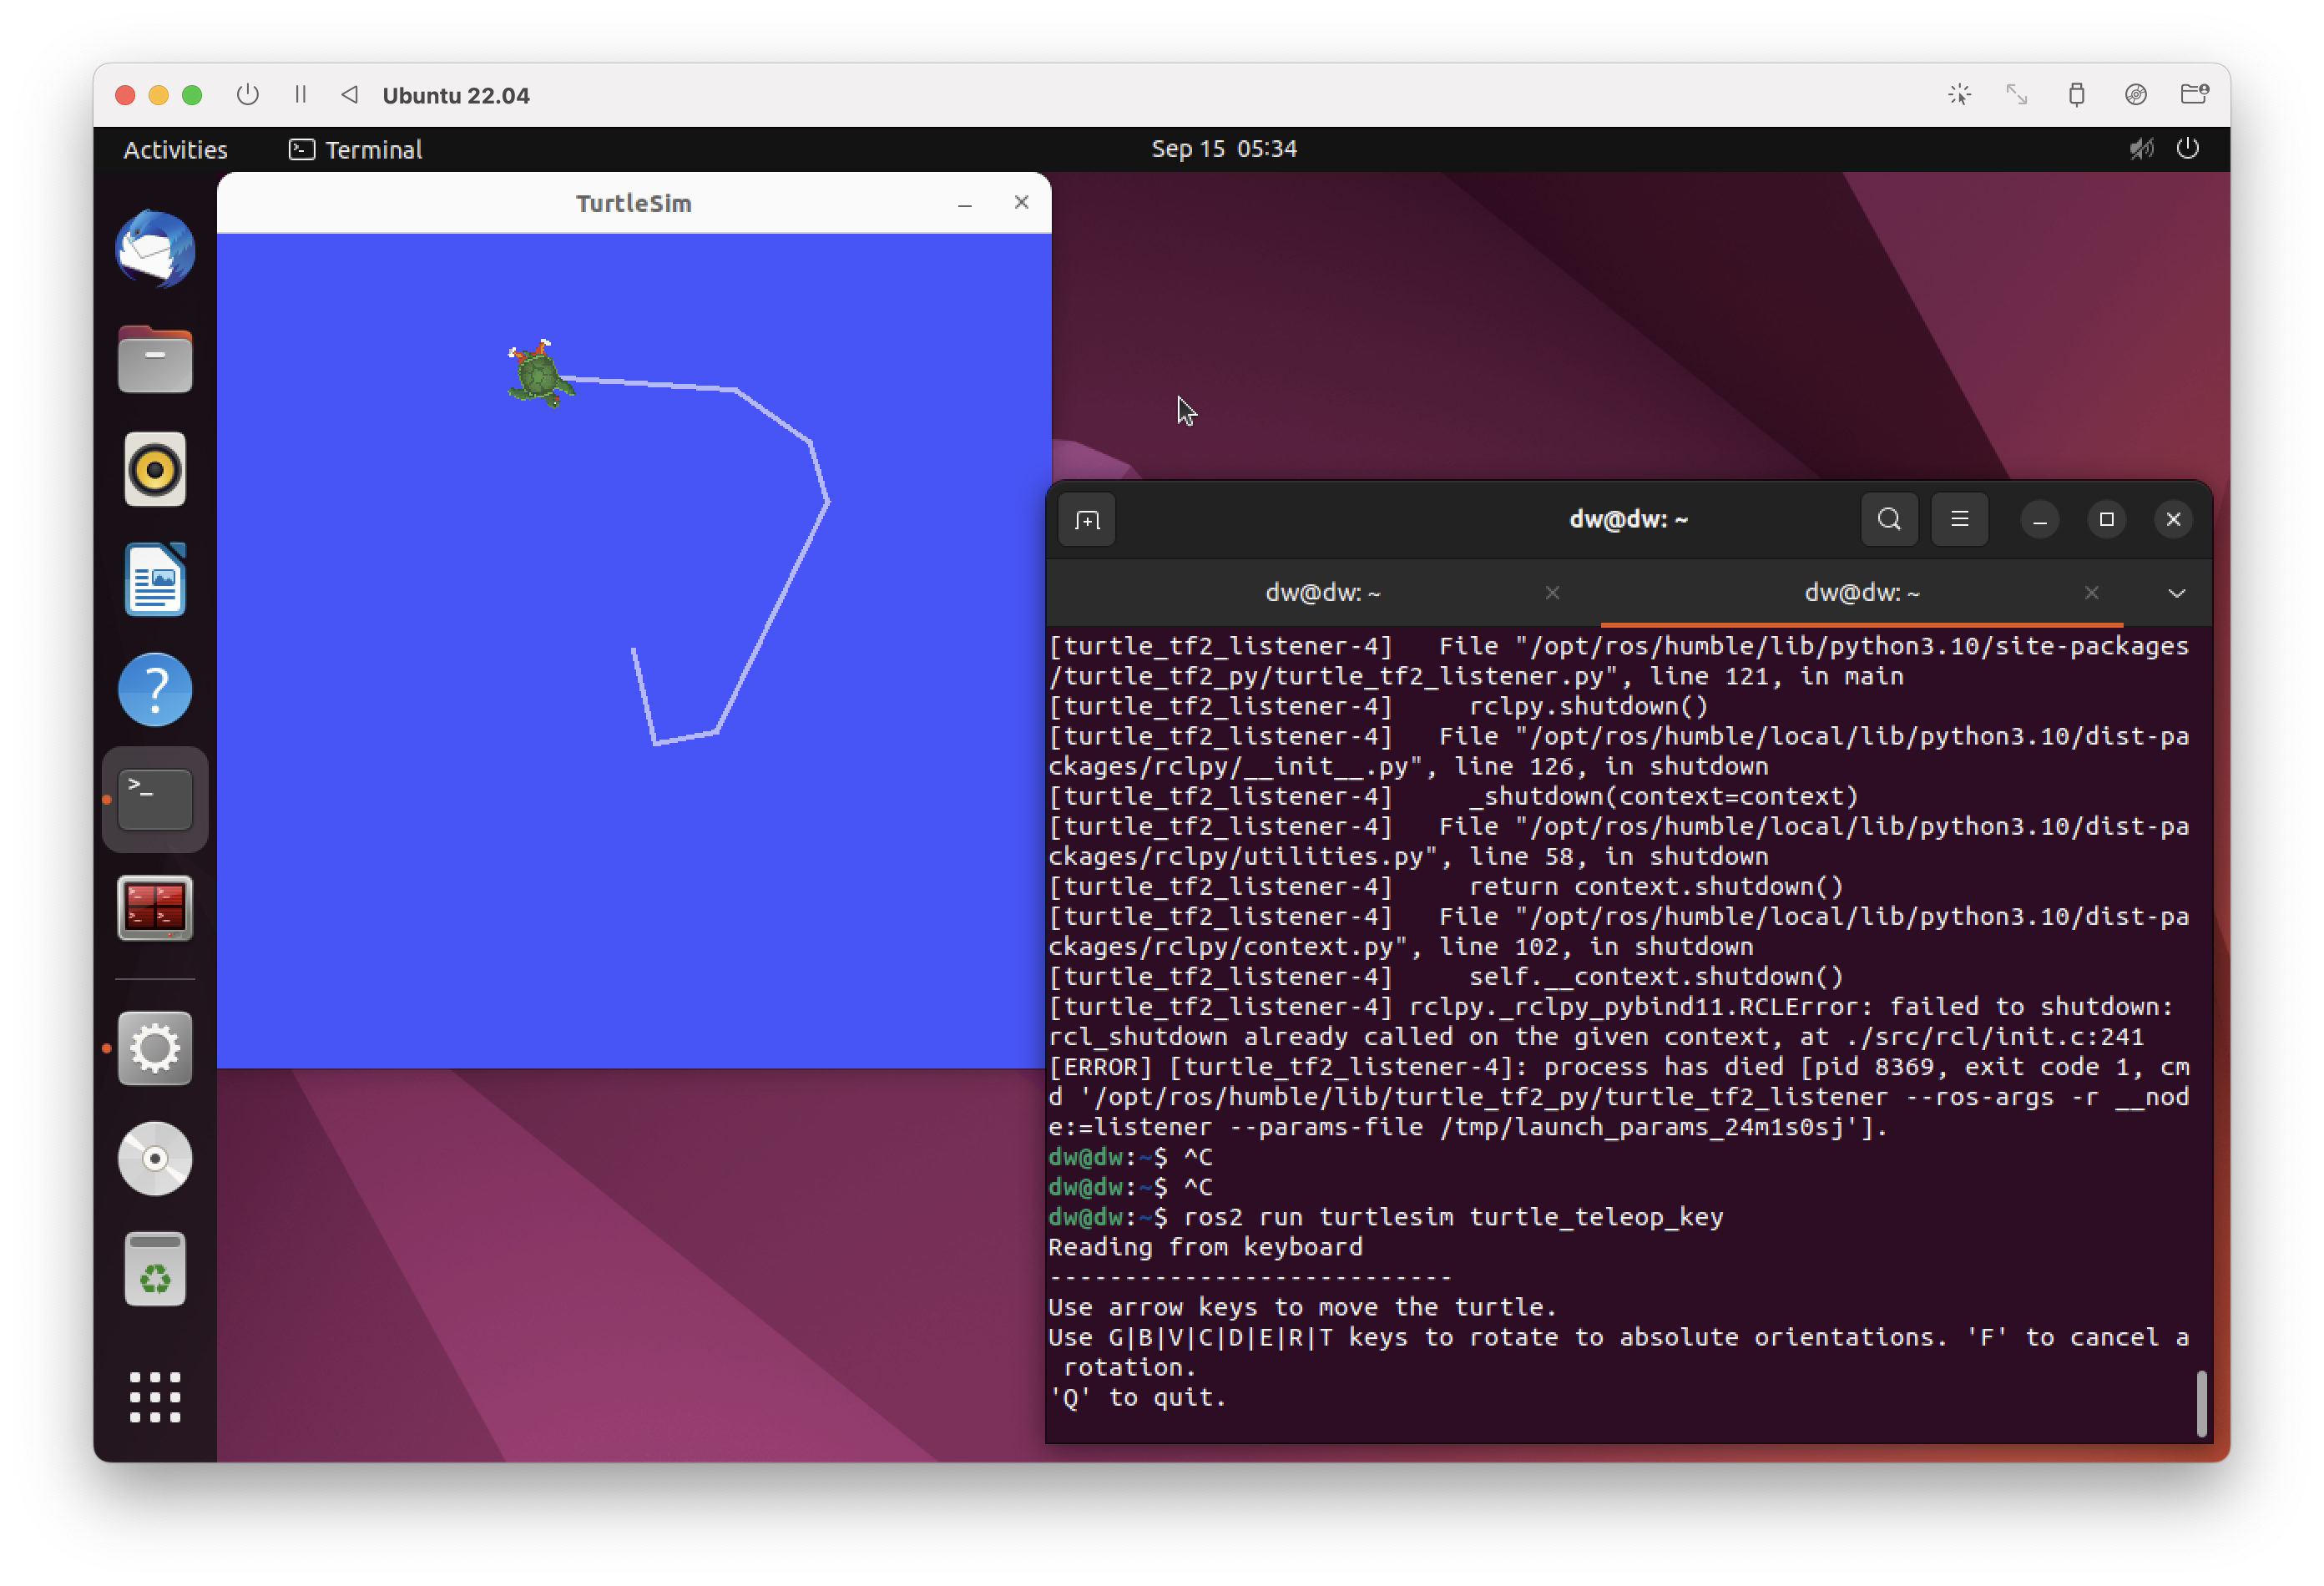 Ubuntu 22.04
Activities
Terminal
Sep 15 05:34
TurtleSim
dw@dw: ~
dw@dw: ~
dw@dw: ~
[turtle_tf2_listener-4]   File "/opt/ros/humble/lib/python3.10/site-packages
/turtle_tf2_py/turtle_tf2_listener.py", line 121, in main
[turtle_tf2_listener-4]     rclpy.shutdown()
[turtle_tf2_listener-4]   File "/opt/ros/humble/local/lib/python3.10/dist-pa
ckages/rclpy/__init__.py", line 126, in shutdown
[turtle_tf2_listener-4]     _shutdown(context=context)
[turtle_tf2_listener-4]   File "/opt/ros/humble/local/lib/python3.10/dist-pa
ckages/rclpy/utilities.py", line 58, in shutdown
[turtle_tf2_listener-4]     return context.shutdown()
[turtle_tf2_listener-4]   File "/opt/ros/humble/local/lib/python3.10/dist-pa
ckages/rclpy/context.py", line 102, in shutdown
[turtle_tf2_listener-4]     self.__context.shutdown()
[turtle_tf2_listener-4] rclpy._rclpy_pybind11.RCLError: failed to shutdown:
rcl_shutdown already called on the given context, at ./src/rcl/init.c:241
[ERROR] [turtle_tf2_listener-4]: process has died [pid 8369, exit code 1, cm
d '/opt/ros/humble/lib/turtle_tf2_py/turtle_tf2_listener --ros-args -r __nod
e:=listener --params-file /tmp/launch_params_24m1s0sj'].
dw@dw:~$ ^C
dw@dw:~$ ^C
dw@dw:~$ ros2 run turtlesim turtle_teleop_key
Reading from keyboard
---------------------------
Use arrow keys to move the turtle.
Use G|B|V|C|D|E|R|T keys to rotate to absolute orientations. 'F' to cancel a
 rotation.
'Q' to quit.